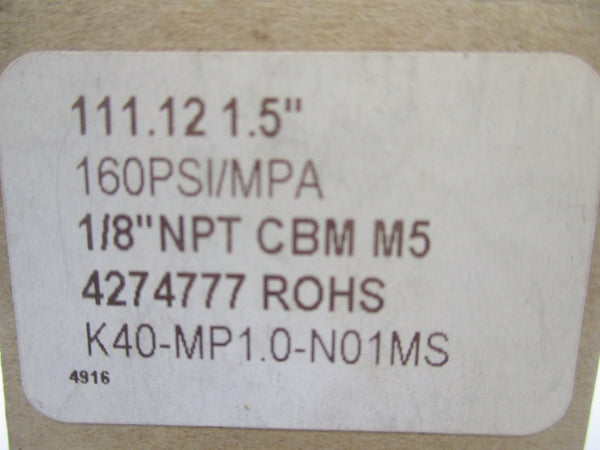 111.12 1.5"
160PSI/MPA
1/8"NPT CBM M5
4274777 ROHS
K40-MP1.0-N01MS
4916